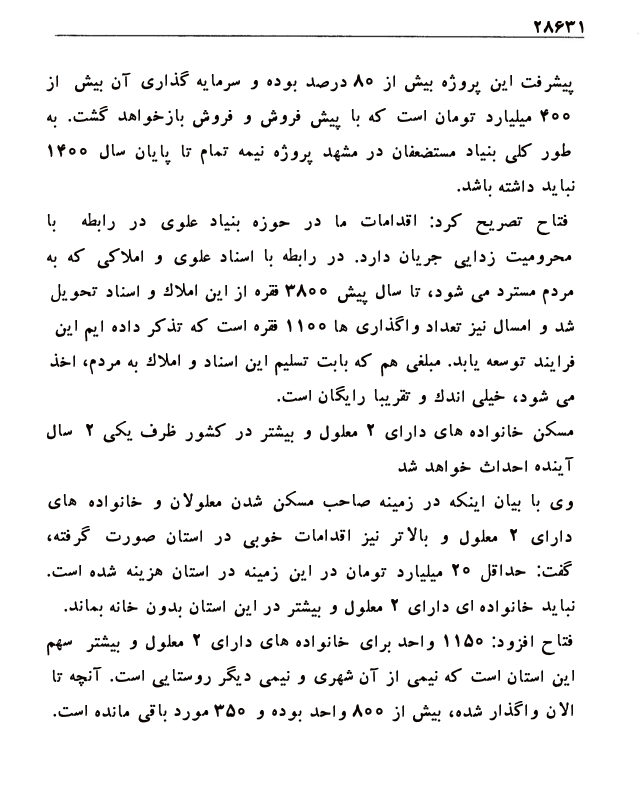 ۲۸۶۳۱
پیشرفت این پروژه بیش از ۸۰ درصد بوده و سرمایه گذاری آن بیش از
۴۰۰ میلیارد تومان است که با پیش فروش و فروش بازخواهد گشت. به
طور کلی بنیاد مستضعفان در مشهد پروژه نیمه تمام تا پایان سال ۱۴۰۰
نباید داشته باشد.
فتاح تصریح کرد: اقدامات ما در حوزه بنیاد علوی در رابطه با
محرومیت زدایی جریان دارد. در رابطه با اسناد علوی و املاکی که به
مردم مسترد می شود، تا سال پیش ۳۸۰۰ فقره از این املاك و اسناد تحویل
شد و امسال نیز تعداد واگذاری ها ۱۱۰۰ فقره است که تذکر داده ایم این
فرایند توسعه یابد. مبلغی هم که بابت تسلیم این اسناد و املاك به مردم، اخذ
می شود، خیلی اندك و تقریبا رایگان است.
مسکن خانواده های دارای ۲ معلول و بیشتر در کشور ظرف یکی ۲ سال
آینده احداث خواهد شد
وی با بیان اینکه در زمینه صاحب مسکن شدن معلولان و خانواده های
دارای ۲ معلول و بالاتر نیز اقدامات خوبی در استان صورت گرفته،
گفت: حداقل ۲۰ میلیارد تومان در این زمینه در استان هزینه شده است.
نباید خانواده ای دارای ۲ معلول و بیشتر در این استان بدون خانه بماند.
فتاح افزود: ۱۱۵۰ واحد برای خانواده های دارای ۲ معلول و بیشتر سهم
این استان است که نیمی از آن شهری و نیمی دیگر روستایی است. آنچه تا
الان واگذار شده، بیش از ۸۰۰ واحد بوده و ۳۵۰ مورد باقی مانده است.